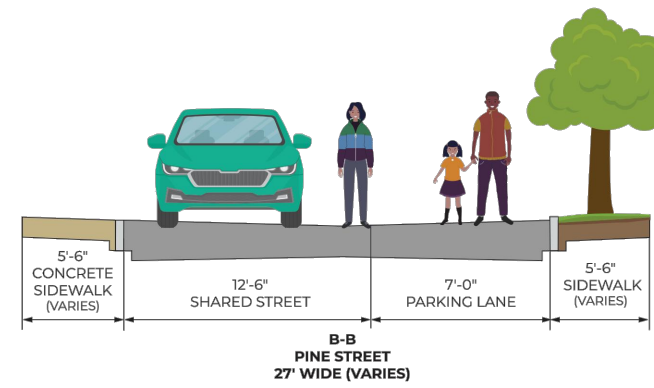 5'-6"
CONCRETE
SIDEWALK
(VARIES)
12'-6"
SHARED STREET
7'-0"
PARKING LANE
5'-6"
SIDEWALK
(VARIES)
B-B
PINE STREET
27' WIDE (VARIES)